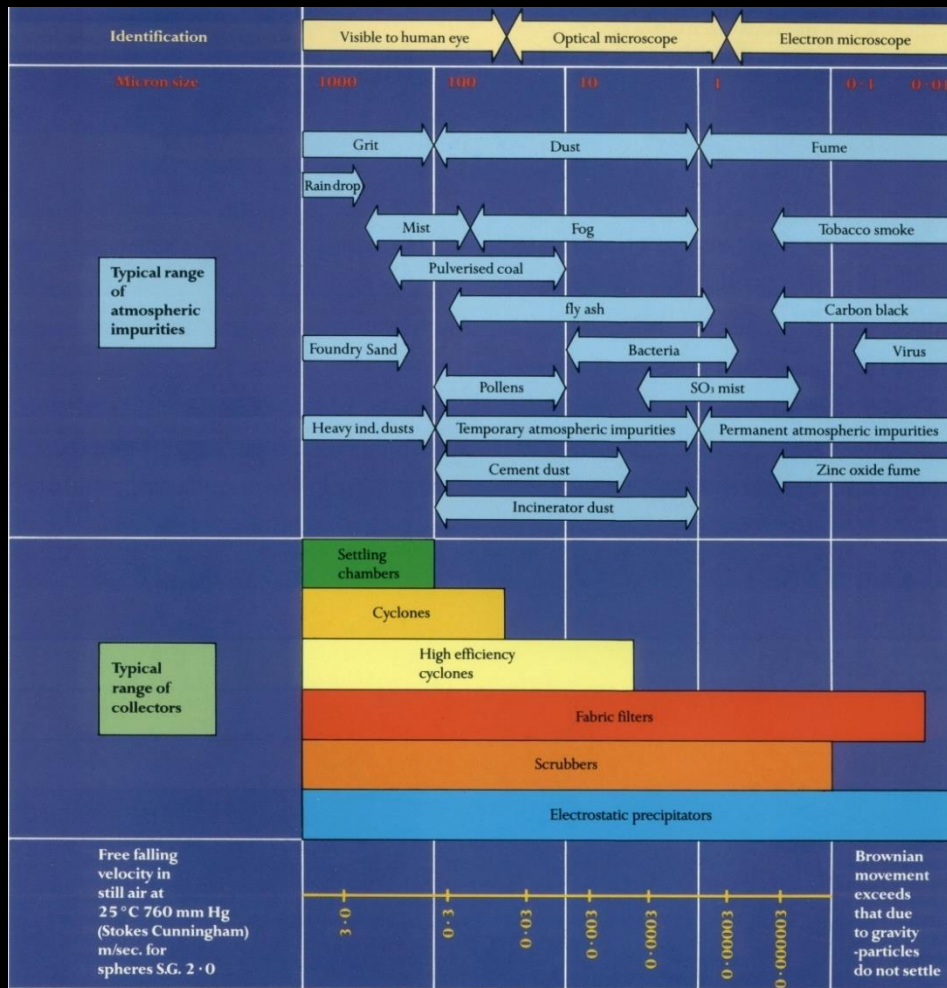 Identification
Visible to human eye
Optical microscope
Electron microscope
Micron size
1000
100
10
1
0·1
0·01
Typical range
of
atmospheric
impurities
Grit
Dust
Fume
Rain drop
Mist
Fog
Tobacco smoke
Pulverised coal
fly ash
Carbon black
Foundry Sand
Bacteria
Virus
Pollens
SO₃ mist
Heavy ind. dusts
Temporary atmospheric impurities
Permanent atmospheric impurities
Cement dust
Zinc oxide fume
Incinerator dust
Typical
range of
collectors
Settling
chambers
Cyclones
High efficiency
cyclones
Fabric filters
Scrubbers
Electrostatic precipitators
Free falling
velocity in
still air at
25°C 760 mm Hg
(Stokes Cunningham)
m/sec. for
spheres S.G. 2·0
3·0
0·3
0·03
0·003
0·0003
0·00003
0·000003
Brownian
movement
exceeds
that due
to gravity
-particles
do not settle